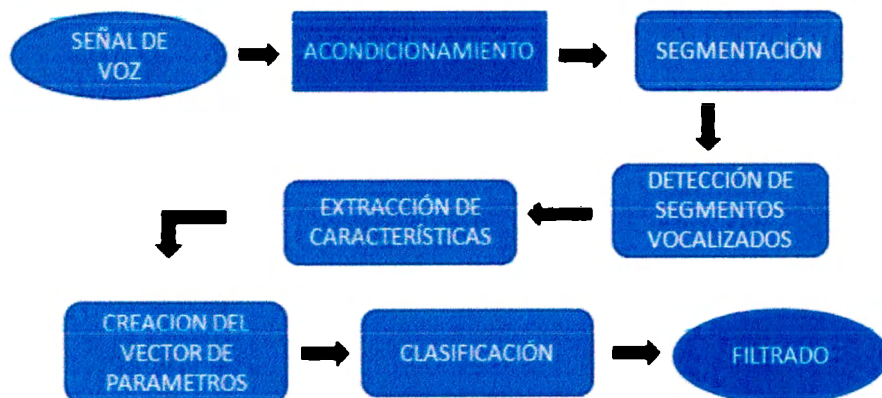 SEÑAL DE
VOZ
ACONDICIONAMIENTO
SEGMENTACIÓN
DETECCIÓN DE
SEGMENTOS
VOCALIZADOS
EXTRACCIÓN DE
CARACTERÍSTICAS
CREACION DEL
VECTOR DE
PARAMETROS
CLASIFICACIÓN
FILTRADO